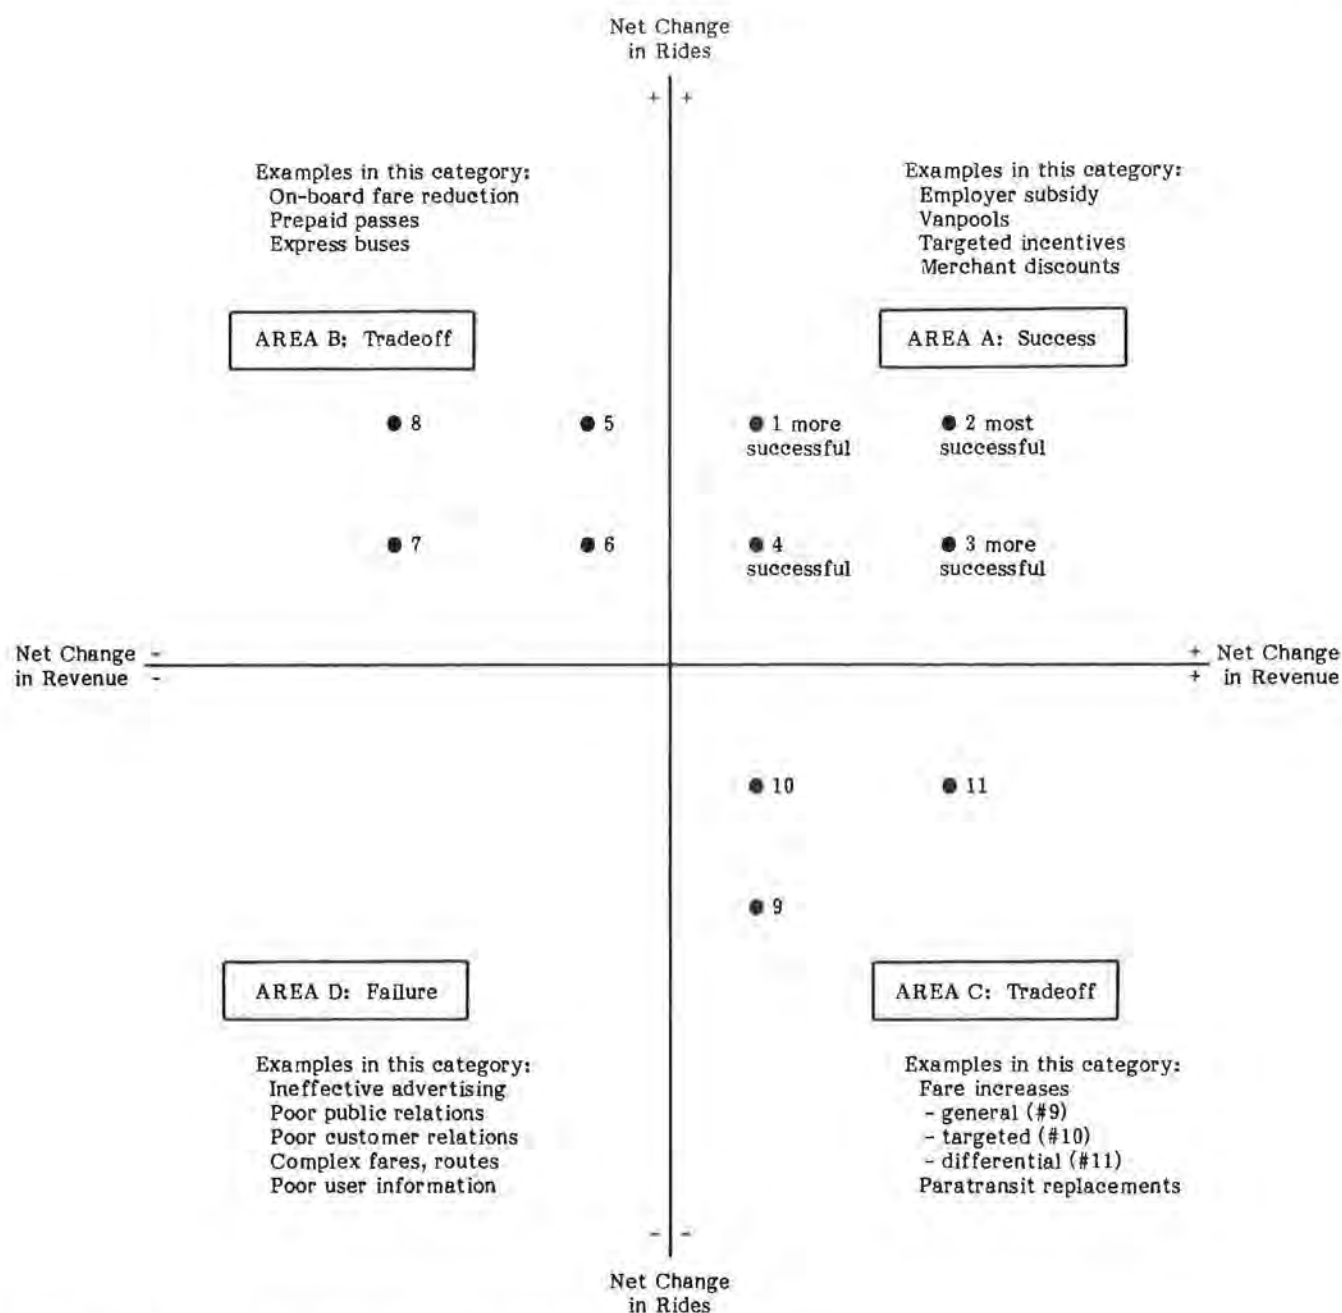 Net Change
in Rides
+ +
Examples in this category:
On-board fare reduction
Prepaid passes
Express buses
Examples in this category:
Employer subsidy
Vanpools
Targeted incentives
Merchant discounts
AREA B: Tradeoff
AREA A: Success
8
5
1 more
successful
2 most
successful
7
6
4
successful
3 more
successful
Net Change -
in Revenue -
+ Net Change
+ in Revenue
10
11
9
AREA D: Failure
AREA C: Tradeoff
Examples in this category:
Ineffective advertising
Poor public relations
Poor customer relations
Complex fares, routes
Poor user information
Examples in this category:
Fare increases
- general (#9)
- targeted (#10)
- differential (#11)
Paratransit replacements
- -
Net Change
in Rides